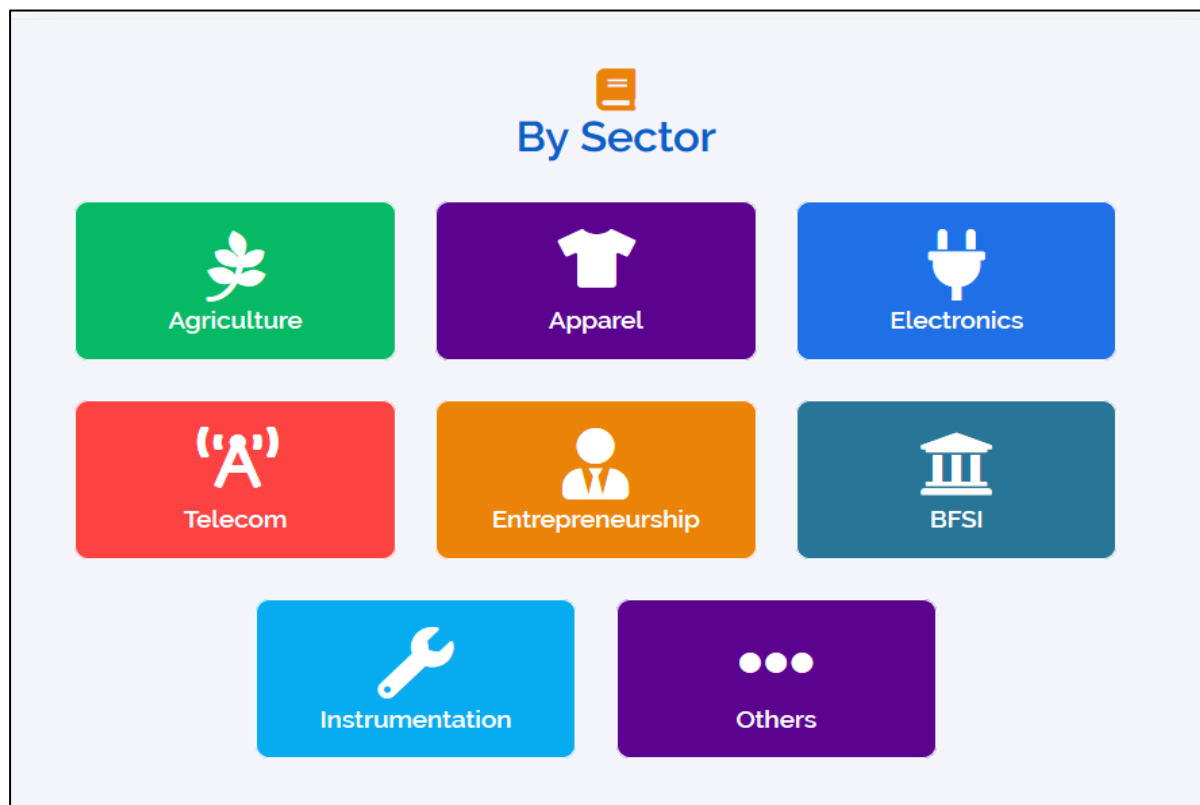 By Sector
Agriculture
Apparel
Electronics
Telecom
Entrepreneurship
BFSI
Instrumentation
Others